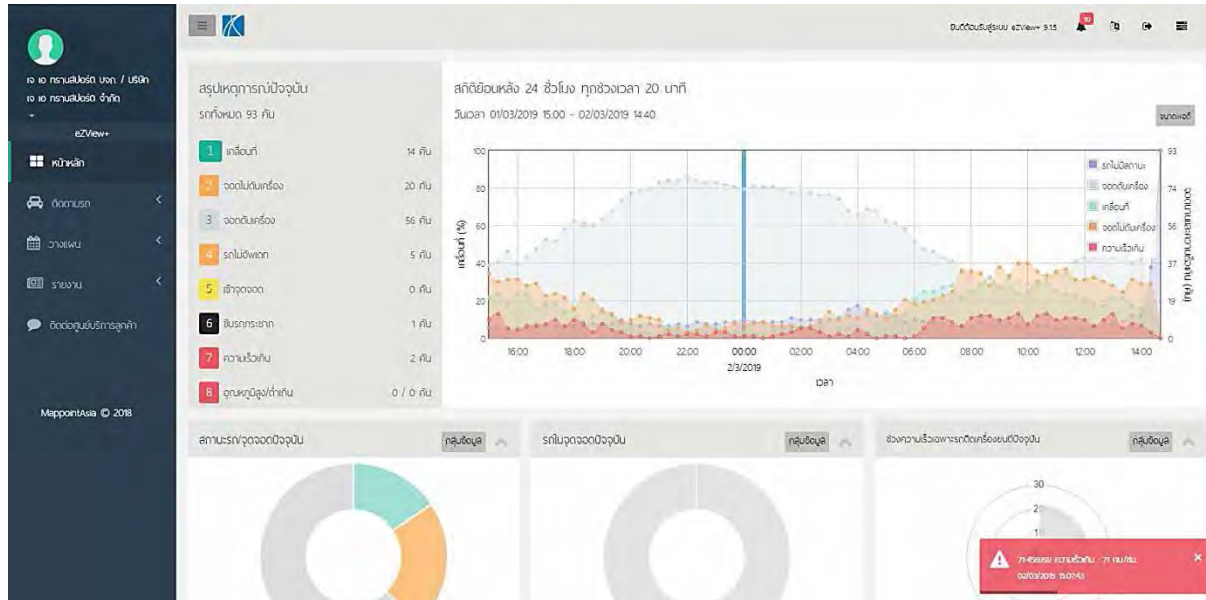 เจ เอ ทรานสปอร์ต บจก. / บริษัท
เจ เอ ทรานสปอร์ต จำกัด
eZView+
หน้าหลัก
ติดตามรถ
วางแผน
รายงาน
ติดต่อศูนย์บริการลูกค้า
MappointAsia © 2018
ยินดีต้อนรับสู่ระบบ eZView+ 9.1.5
10
สรุปเหตุการณ์ปัจจุบัน
รถทั้งหมด 93 คัน
1 เคลื่อนที่ 14 คัน
2 จอดไม่ดับเครื่อง 20 คัน
3 จอดดับเครื่อง 56 คัน
4 รถไม่อัพเดท 5 คัน
5 เข้าจุดจอด 0 คัน
6 ขับรถกระชาก 1 คัน
7 ความเร็วเกิน 2 คัน
8 อุณหภูมิสูง/ต่ำเกิน 0 / 0 คัน
สถิติย้อนหลัง 24 ชั่วโมง ทุกช่วงเวลา 20 นาที
วันเวลา 01/03/2019 15:00 - 02/03/2019 14:40
ขนาดพอดี
100
80
60
40
20
0
เคลื่อนที่ (%)
93
74
56
37
19
0
รถไม่มีสถานะ
จอดดับเครื่อง
เคลื่อนที่
จอดไม่ดับเครื่อง
ความเร็วเกิน
16:00 18:00 20:00 22:00 00:00 02:00 04:00 06:00 08:00 10:00 12:00 14:00
2/3/2019
เวลา
สถานะรถ/จุดจอดปัจจุบัน
กลุ่มข้อมูล
รถในจุดจอดปัจจุบัน
กลุ่มข้อมูล
ช่วงความเร็วเฉพาะรถติดเครื่องยนต์ปัจจุบัน
กลุ่มข้อมูล
30
ความเร็วเกิน : 71 กม./ชม.
02/03/2019 15:07:43